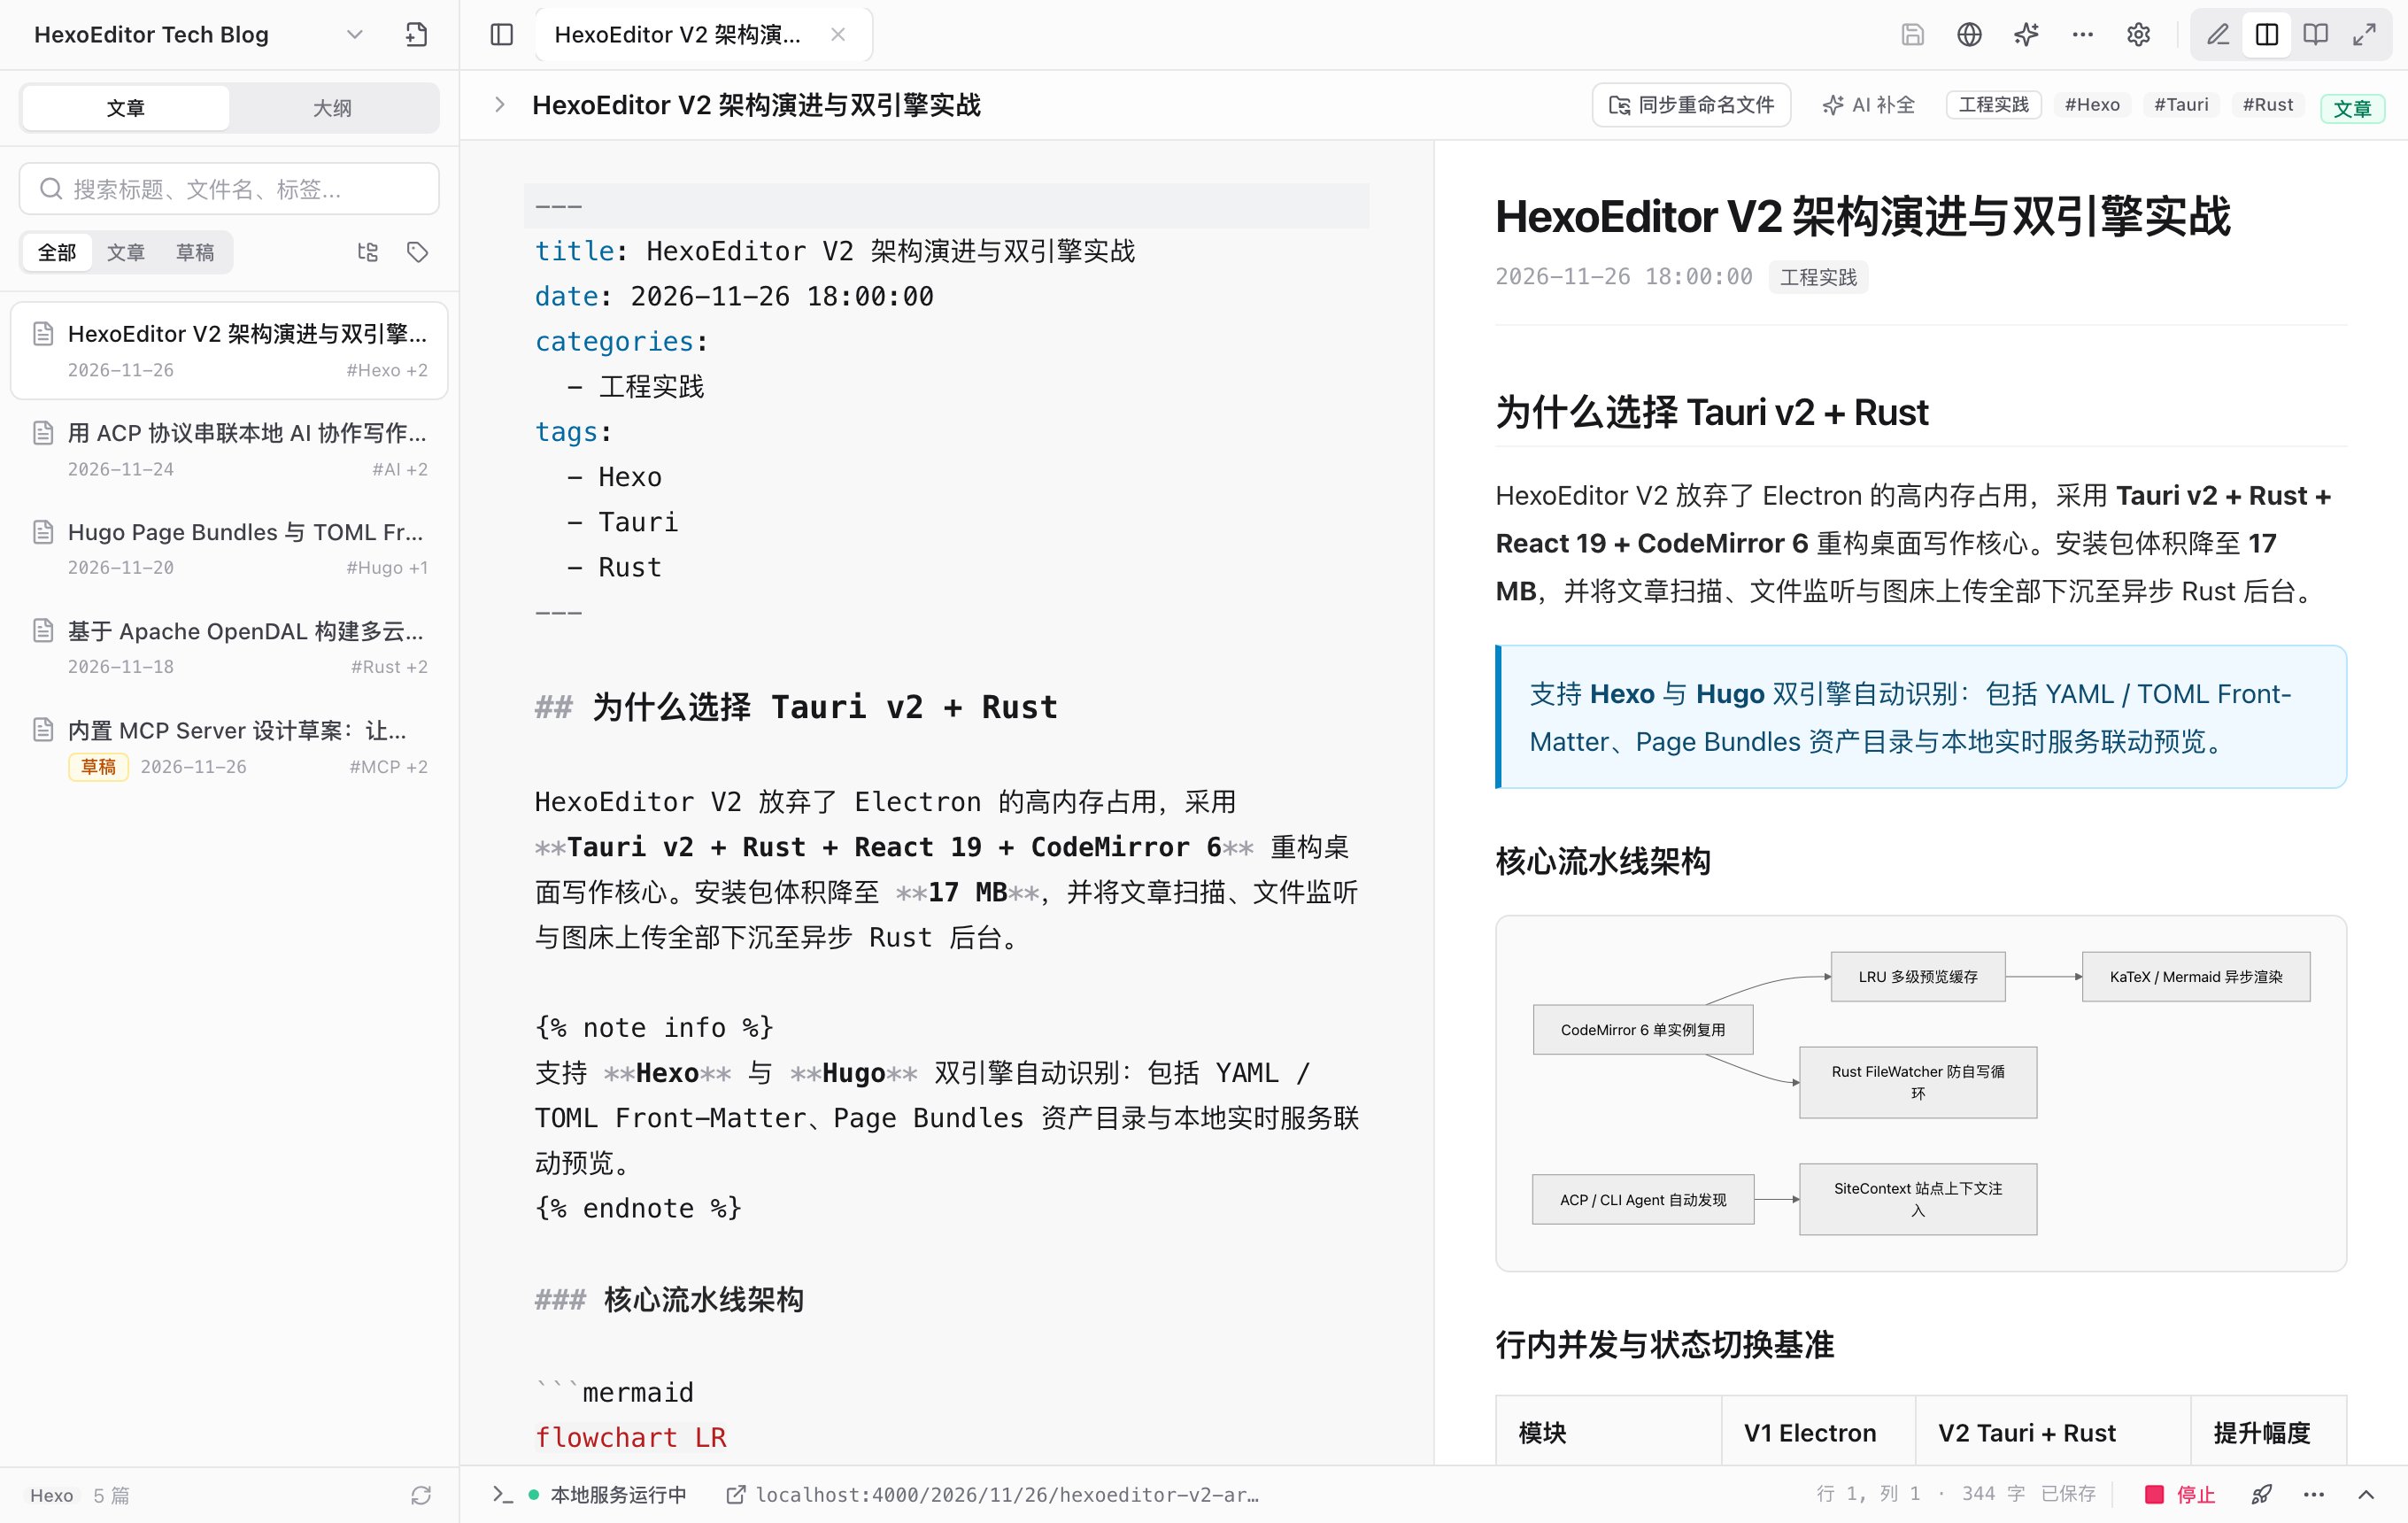 HexoEditor Tech Blog
文章
大纲
搜索标题、文件名、标签...
全部
文章
草稿
HexoEditor V2 架构演进与双引擎...
2026-11-26
#Hexo +2
用 ACP 协议串联本地 AI 协作写作...
2026-11-24
#AI +2
Hugo Page Bundles 与 TOML Fr...
2026-11-20
#Hugo +1
基于 Apache OpenDAL 构建多云...
2026-11-18
#Rust +2
内置 MCP Server 设计草案：让...
草稿
2026-11-26
#MCP +2
Hexo
5 篇
HexoEditor V2 架构演...
HexoEditor V2 架构演进与双引擎实战
同步重命名文件
AI 补全
工程实践
#Hexo
#Tauri
#Rust
文章
---
title: HexoEditor V2 架构演进与双引擎实战
date: 2026-11-26 18:00:00
categories:
- 工程实践
tags:
- Hexo
- Tauri
- Rust
---
## 为什么选择 Tauri v2 + Rust
HexoEditor V2 放弃了 Electron 的高内存占用，采用
**Tauri v2 + Rust + React 19 + CodeMirror 6** 重构桌
面写作核心。安装包体积降至 **17 MB**，并将文章扫描、文件监听
与图床上传全部下沉至异步 Rust 后台。
{% note info %}
支持 **Hexo** 与 **Hugo** 双引擎自动识别：包括 YAML /
TOML Front-Matter、Page Bundles 资产目录与本地实时服务联
动预览。
{% endnote %}
### 核心流水线架构
```mermaid
flowchart LR
HexoEditor V2 架构演进与双引擎实战
2026-11-26 18:00:00
工程实践
为什么选择 Tauri v2 + Rust
HexoEditor V2 放弃了 Electron 的高内存占用，采用 Tauri v2 + Rust +
React 19 + CodeMirror 6 重构桌面写作核心。安装包体积降至 17
MB，并将文章扫描、文件监听与图床上传全部下沉至异步 Rust 后台。
支持 Hexo 与 Hugo 双引擎自动识别：包括 YAML / TOML Front-
Matter、Page Bundles 资产目录与本地实时服务联动预览。
核心流水线架构
LRU 多级预览缓存
KaTeX / Mermaid 异步渲染
CodeMirror 6 单实例复用
Rust FileWatcher 防自写循
环
ACP / CLI Agent 自动发现
SiteContext 站点上下文注
入
行内并发与状态切换基准
模块
V1 Electron
V2 Tauri + Rust
提升幅度
本地服务运行中
localhost:4000/2026/11/26/hexoeditor-v2-ar…
行 1, 列 1 · 344 字 已保存
停止